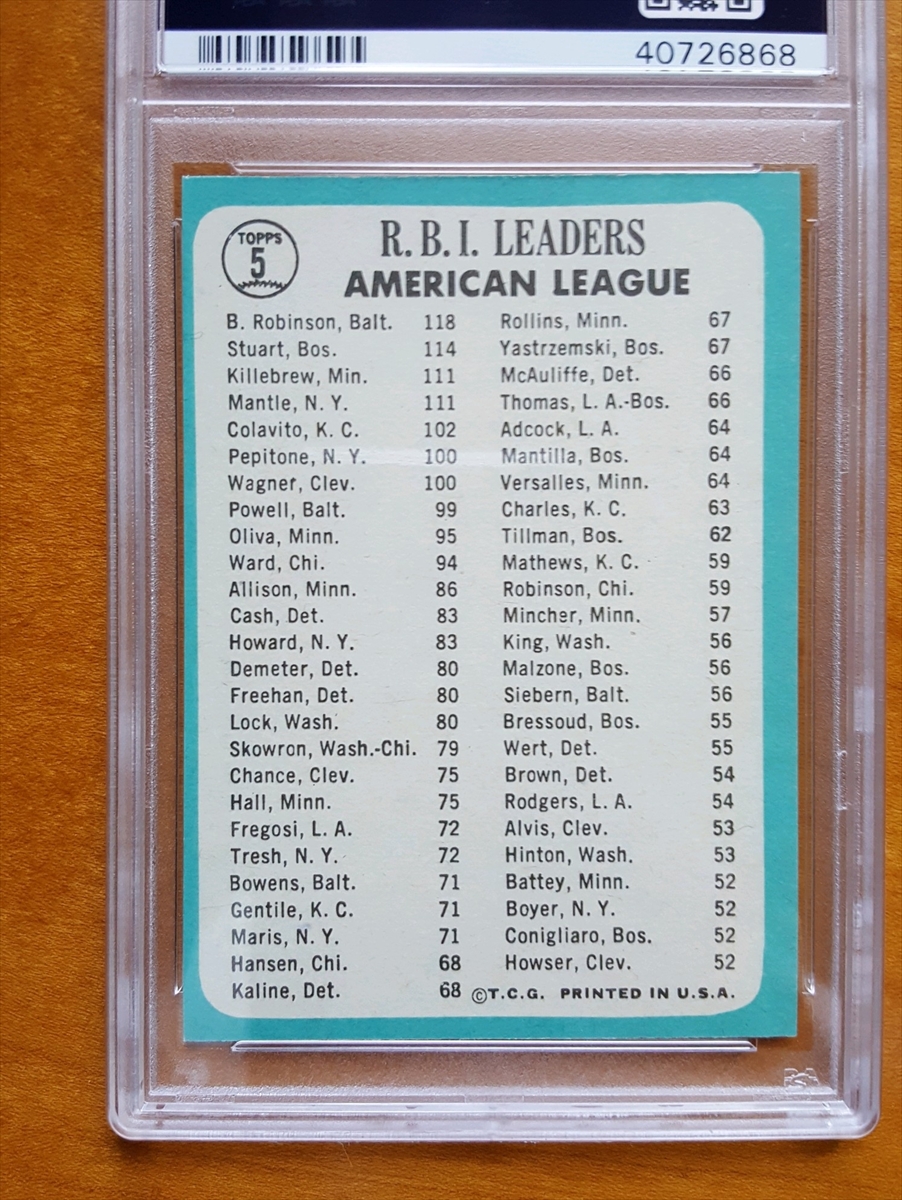 40726868
TOPPS
5
R. B. I. LEADERS
AMERICAN LEAGUE
B. Robinson, Balt. 118
Stuart, Bos. 114
Killebrew, Min. 111
Mantle, N. Y. 111
Colavito, K. C. 102
Pepitone, N. Y. 100
Wagner, Clev. 100
Powell, Balt. 99
Oliva, Minn. 95
Ward, Chi. 94
Allison, Minn. 86
Cash, Det. 83
Howard, N. Y. 83
Demeter, Det. 80
Freehan, Det. 80
Lock, Wash. 80
Skowron, Wash.-Chi. 79
Chance, Clev. 75
Hall, Minn. 75
Fregosi, L. A. 72
Tresh, N. Y. 72
Bowens, Balt. 71
Gentile, K. C. 71
Maris, N. Y. 71
Hansen, Chi. 68
Kaline, Det. 68
Rollins, Minn. 67
Yastrzemski, Bos. 67
McAuliffe, Det. 66
Thomas, L. A.-Bos. 66
Adcock, L. A. 64
Mantilla, Bos. 64
Versalles, Minn. 64
Charles, K. C. 63
Tillman, Bos. 62
Mathews, K. C. 59
Robinson, Chi. 59
Mincher, Minn. 57
King, Wash. 56
Malzone, Bos. 56
Siebern, Balt. 56
Bressoud, Bos. 55
Wert, Det. 55
Brown, Det. 54
Rodgers, L. A. 54
Alvis, Clev. 53
Hinton, Wash. 53
Battey, Minn. 52
Boyer, N. Y. 52
Conigliaro, Bos. 52
Howser, Clev. 52
©T.C.G. PRINTED IN U.S.A.
PSA